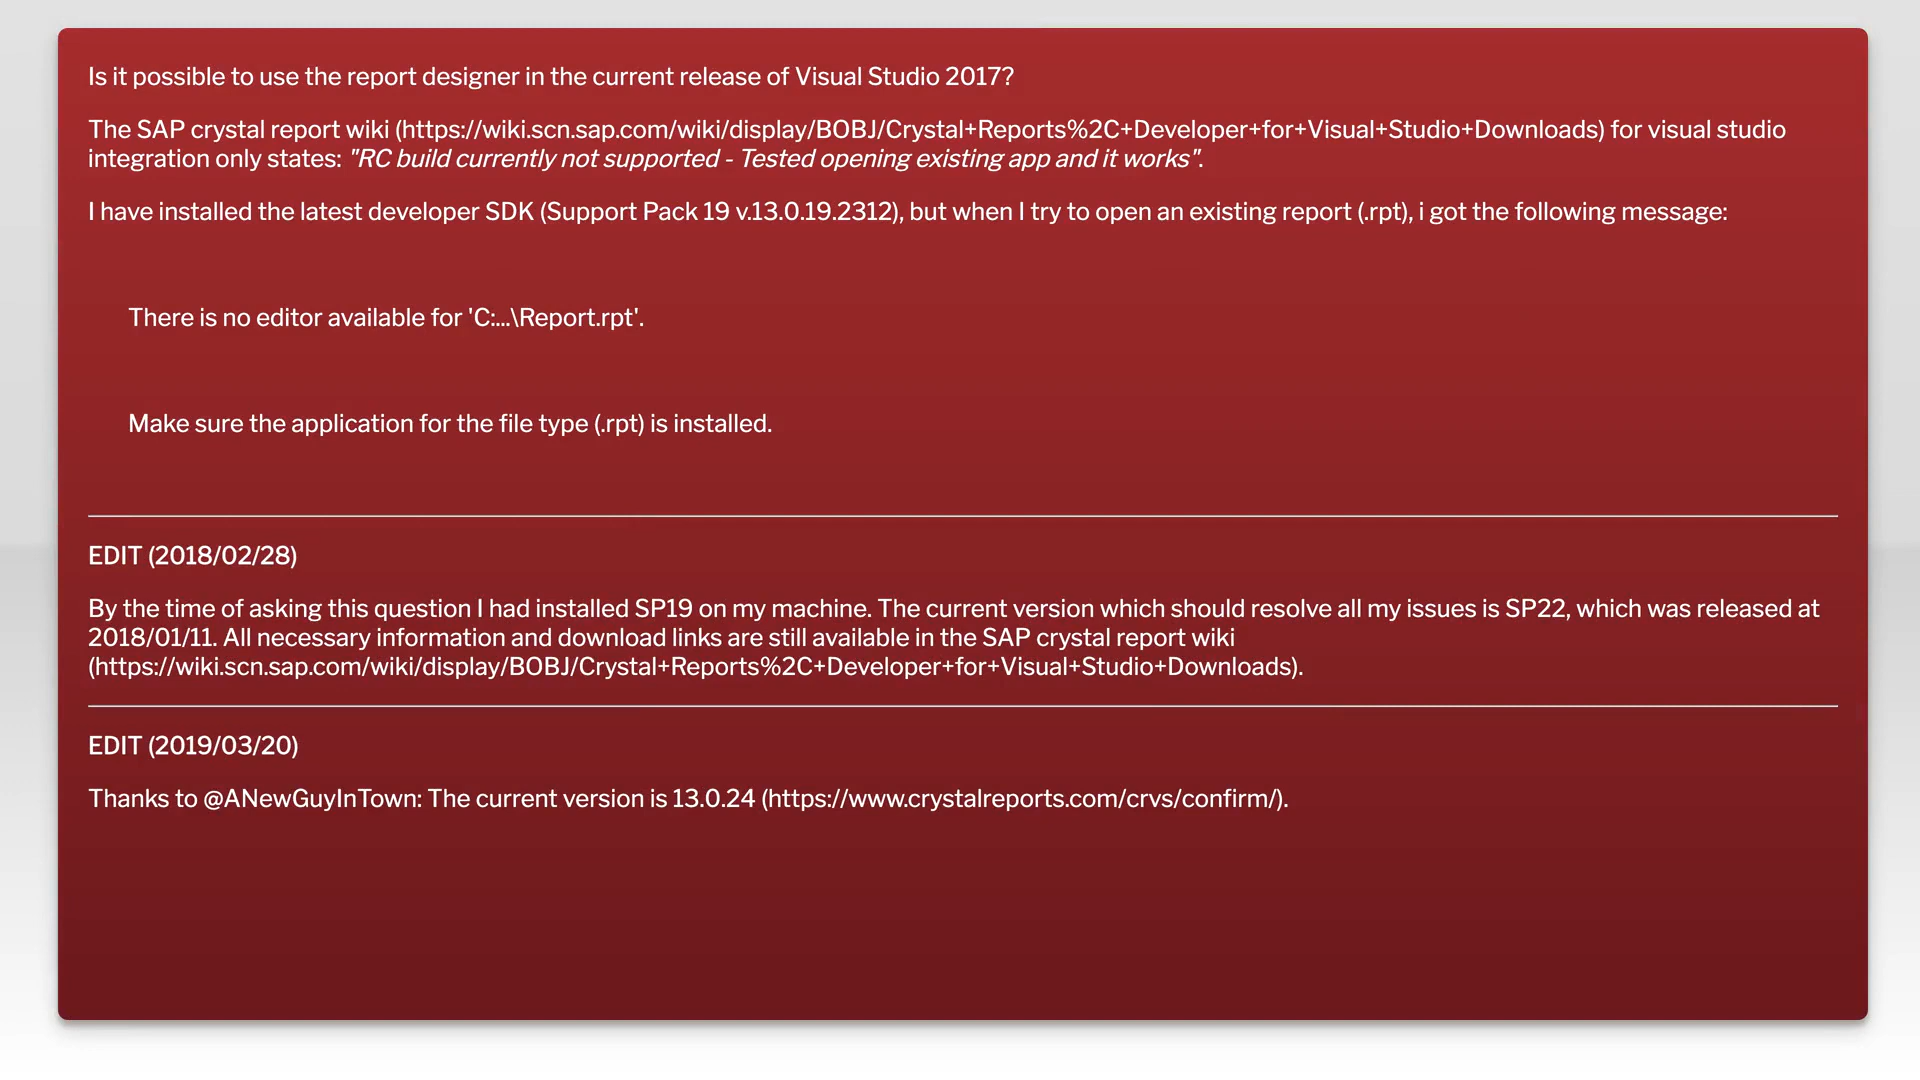 Is it possible to use the report designer in the current release of Visual Studio 2017?
The SAP crystal report wiki (https://wiki.scn.sap.com/wiki/display/BOBJ/Crystal+Reports%2C+Developer+for+Visual+Studio+Downloads) for visual studio
integration only states: "RC build currently not supported - Tested opening existing app and it works".
I have installed the latest developer SDK (Support Pack 19 v.13.0.19.2312), but when I try to open an existing report (.rpt), i got the following message:
There is no editor available for 'C:...\Report.rpt'.
Make sure the application for the file type (.rpt) is installed.
EDIT (2018/02/28)
By the time of asking this question I had installed SP19 on my machine. The current version which should resolve all my issues is SP22, which was released at
2018/01/11. All necessary information and download links are still available in the SAP crystal report wiki
(https://wiki.scn.sap.com/wiki/display/BOBJ/Crystal+Reports%2C+Developer+for+Visual+Studio+Downloads).
EDIT (2019/03/20)
Thanks to @ANewGuyInTown: The current version is 13.0.24 (https://www.crystalreports.com/crvs/confirm/).